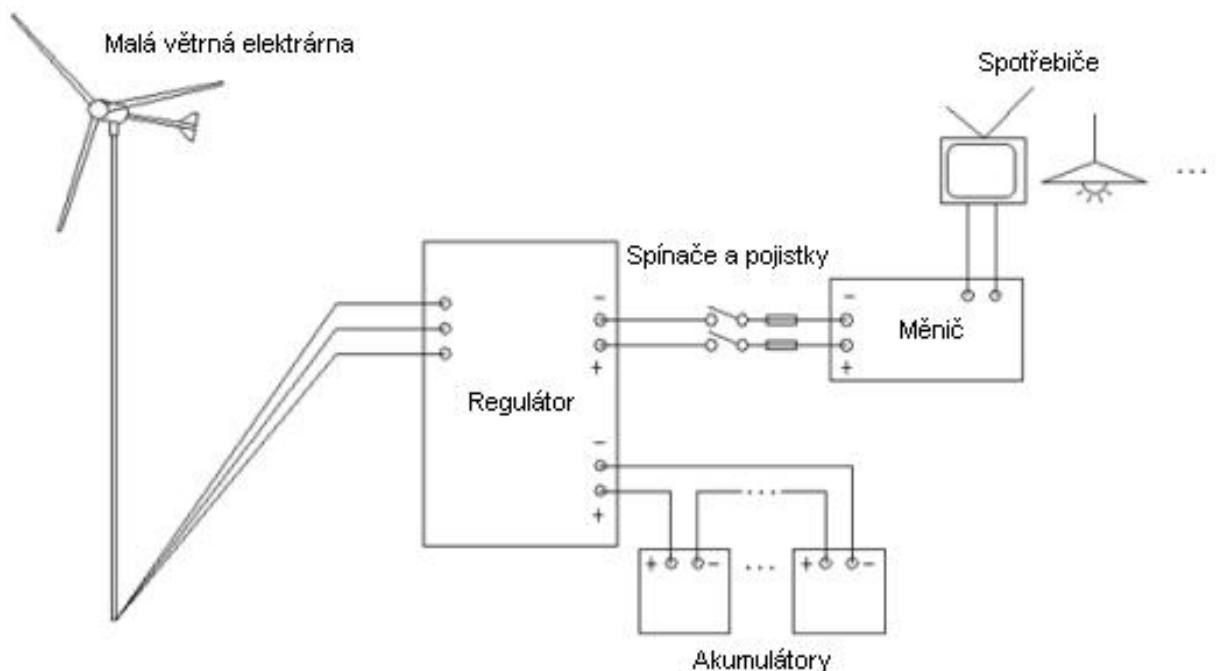 Malá větrná elektrárna
Spotřebiče
...
Spínače a pojistky
Regulátor
Měnič
- +
- +
- +
+ - ... + -
...
Akumulátory